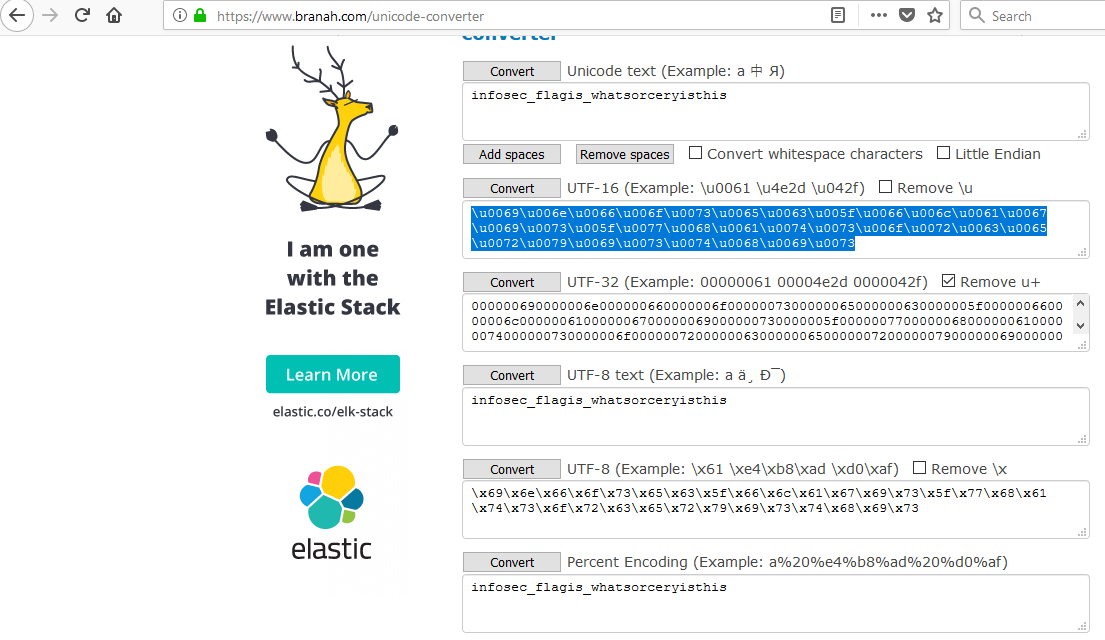 https://www.branah.com/unicode-converter
Search
converter
Convert Unicode text (Example: a 中 Я)
infosec_flagis_whatsorceryisthis
Add spaces Remove spaces Convert whitespace characters Little Endian
Convert UTF-16 (Example: \u0061 \u4e2d \u042f) Remove \u
\u0069\u006e\u0066\u006f\u0073\u0065\u0063\u005f\u0066\u006c\u0061\u0067
\u0069\u0073\u005f\u0077\u0068\u0061\u0074\u0073\u006f\u0072\u0063\u0065
\u0072\u0079\u0069\u0073\u0074\u0068\u0069\u0073
Convert UTF-32 (Example: 00000061 00004e2d 0000042f) Remove u+
000000690000006e000000660000006f0000007300000065000000630000005f0000006600
00006c000000610000006700000069000000730000005f0000007700000068000000610000
0074000000730000006f000000720000006300000065000000720000007900000069000000
Convert UTF-8 text (Example: a ä¸ Ð¯)
infosec_flagis_whatsorceryisthis
Convert UTF-8 (Example: \x61 \xe4\xb8\xad \xd0\xaf) Remove \x
\x69\x6e\x66\x6f\x73\x65\x63\x5f\x66\x6c\x61\x67\x69\x73\x5f\x77\x68\x61
\x74\x73\x6f\x72\x63\x65\x72\x79\x69\x73\x74\x68\x69\x73
Convert Percent Encoding (Example: a%20%e4%b8%ad%20%d0%af)
infosec_flagis_whatsorceryisthis
I am one
with the
Elastic Stack
Learn More
elastic.co/elk-stack
elastic